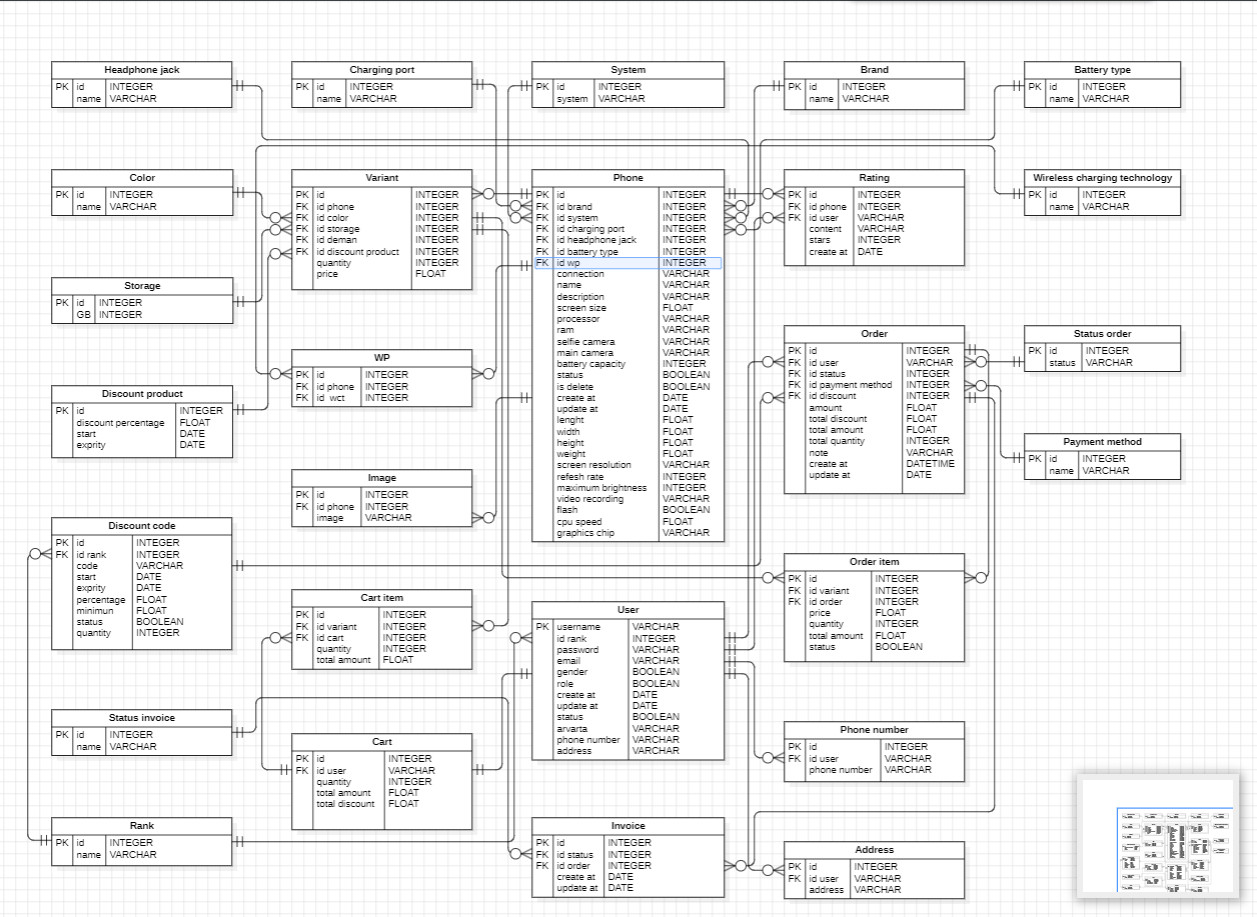 Headphone jack
PK id INTEGER
name VARCHAR
Charging port
PK id INTEGER
name VARCHAR
System
PK id INTEGER
system VARCHAR
Brand
PK id INTEGER
name VARCHAR
Battery type
PK id INTEGER
name VARCHAR
Color
PK id INTEGER
name VARCHAR
Variant
PK id INTEGER
FK id phone INTEGER
FK id color INTEGER
FK id storage INTEGER
FK id deman INTEGER
FK id discount product INTEGER
quantity INTEGER
price FLOAT
Phone
PK id INTEGER
FK id brand INTEGER
FK id system INTEGER
FK id charging port INTEGER
FK id headphone jack INTEGER
FK id battery type INTEGER
FK id wp INTEGER
connection VARCHAR
name VARCHAR
description VARCHAR
screen size FLOAT
processor VARCHAR
ram VARCHAR
selfie camera VARCHAR
main camera VARCHAR
battery capacity INTEGER
status BOOLEAN
is delete BOOLEAN
create at DATE
update at DATE
lenght FLOAT
width FLOAT
height FLOAT
weight FLOAT
screen resolution VARCHAR
refesh rate INTEGER
maximum brightness INTEGER
video recording VARCHAR
flash BOOLEAN
cpu speed FLOAT
graphics chip VARCHAR
Rating
PK id INTEGER
FK id phone INTEGER
FK id user VARCHAR
content VARCHAR
stars INTEGER
create at DATE
Wireless charging technology
PK id INTEGER
name VARCHAR
Storage
PK id INTEGER
GB INTEGER
WP
PK id INTEGER
FK id phone INTEGER
FK id wct INTEGER
Order
PK id INTEGER
FK id user VARCHAR
FK id status INTEGER
FK id payment method INTEGER
FK id discount INTEGER
amount FLOAT
total discount FLOAT
total amount FLOAT
total quantity INTEGER
note VARCHAR
create at DATETIME
update at DATE
Status order
PK id INTEGER
status VARCHAR
Discount product
PK id INTEGER
discount percentage FLOAT
start DATE
exprity DATE
Payment method
PK id INTEGER
name VARCHAR
Image
PK id INTEGER
FK id phone INTEGER
image VARCHAR
Discount code
PK id INTEGER
FK id rank INTEGER
code VARCHAR
start DATE
exprity DATE
percentage FLOAT
minimun FLOAT
status BOOLEAN
quantity INTEGER
Order item
PK id INTEGER
FK id variant INTEGER
FK id order INTEGER
price FLOAT
quantity INTEGER
total amount FLOAT
status BOOLEAN
Cart item
PK id INTEGER
FK id variant INTEGER
FK id cart INTEGER
quantity INTEGER
total amount FLOAT
User
PK username VARCHAR
id rank INTEGER
password VARCHAR
email VARCHAR
gender BOOLEAN
role BOOLEAN
create at DATE
update at DATE
status BOOLEAN
arvarta VARCHAR
phone number VARCHAR
address VARCHAR
Status invoice
PK id INTEGER
name VARCHAR
Cart
PK id INTEGER
FK id user VARCHAR
quantity INTEGER
total amount FLOAT
total discount FLOAT
Phone number
PK id INTEGER
FK id user VARCHAR
phone number VARCHAR
Rank
PK id INTEGER
name VARCHAR
Invoice
PK id INTEGER
FK id status INTEGER
FK id order INTEGER
create at DATE
update at DATE
Address
PK id INTEGER
FK id user VARCHAR
address VARCHAR